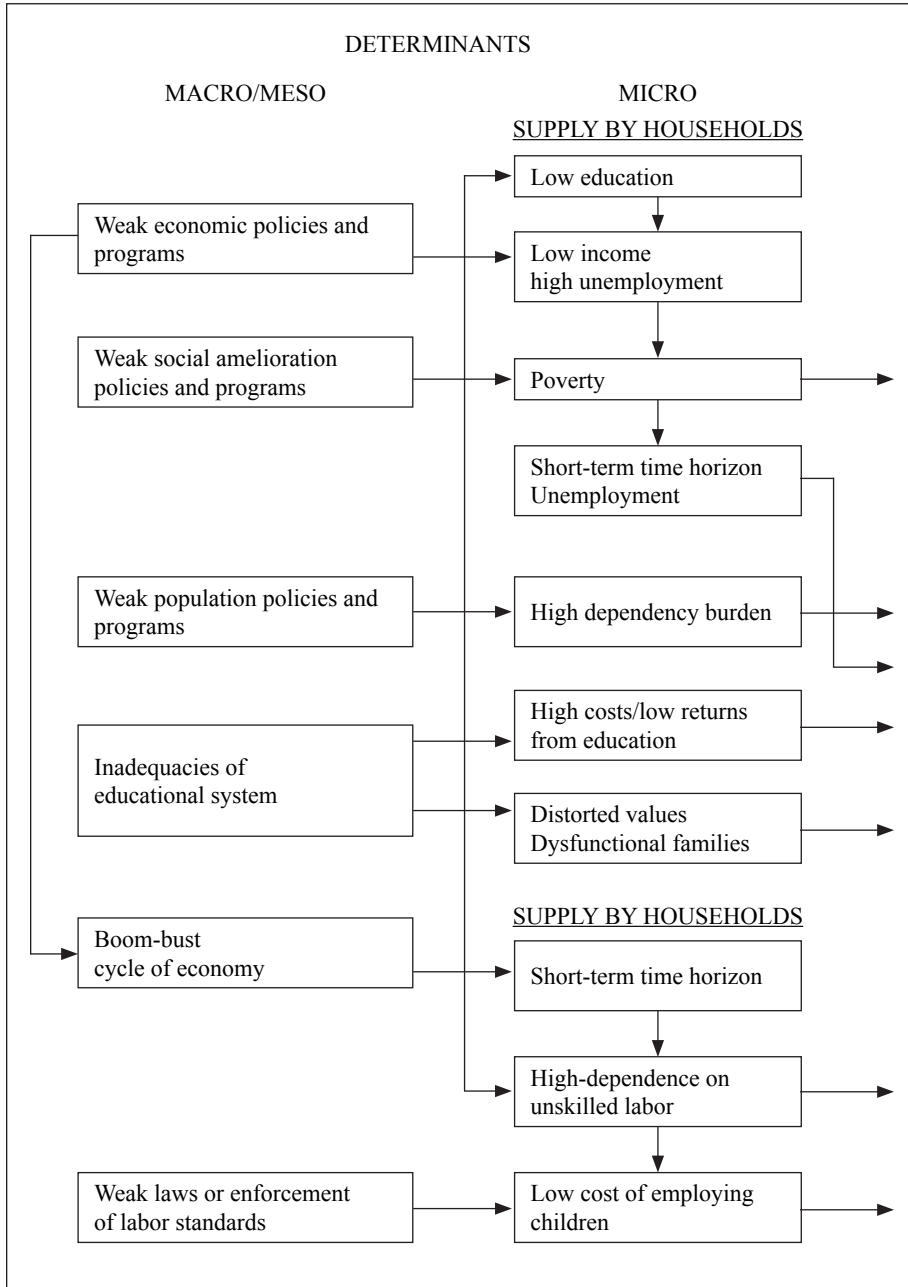 DETERMINANTS
MACRO/MESO
MICRO
SUPPLY BY HOUSEHOLDS
Low education
Weak economic policies and
programs
Low income
high unemployment
Weak social amelioration
policies and programs
Poverty
Short-term time horizon
Unemployment
Weak population policies and
programs
High dependency burden
Inadequacies of
educational system
High costs/low returns
from education
Distorted values
Dysfunctional families
SUPPLY BY HOUSEHOLDS
Boom-bust
cycle of economy
Short-term time horizon
High-dependence on
unskilled labor
Weak laws or enforcement
of labor standards
Low cost of employing
children